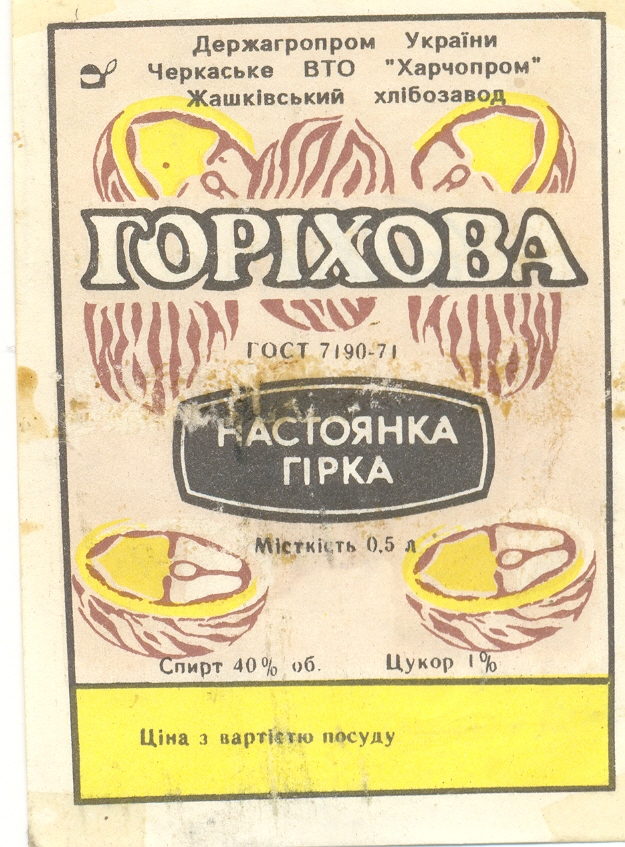 Держагропром України
Черкаське ВТО "Харчопром"
Жашківський хлібозавод
ГОРІХОВА
ГОСТ 7190-71
НАСТОЯНКА
ГІРКА
Місткість 0,5 л
Спирт 40% об. Цукор 1%
Ціна з вартістю посуду